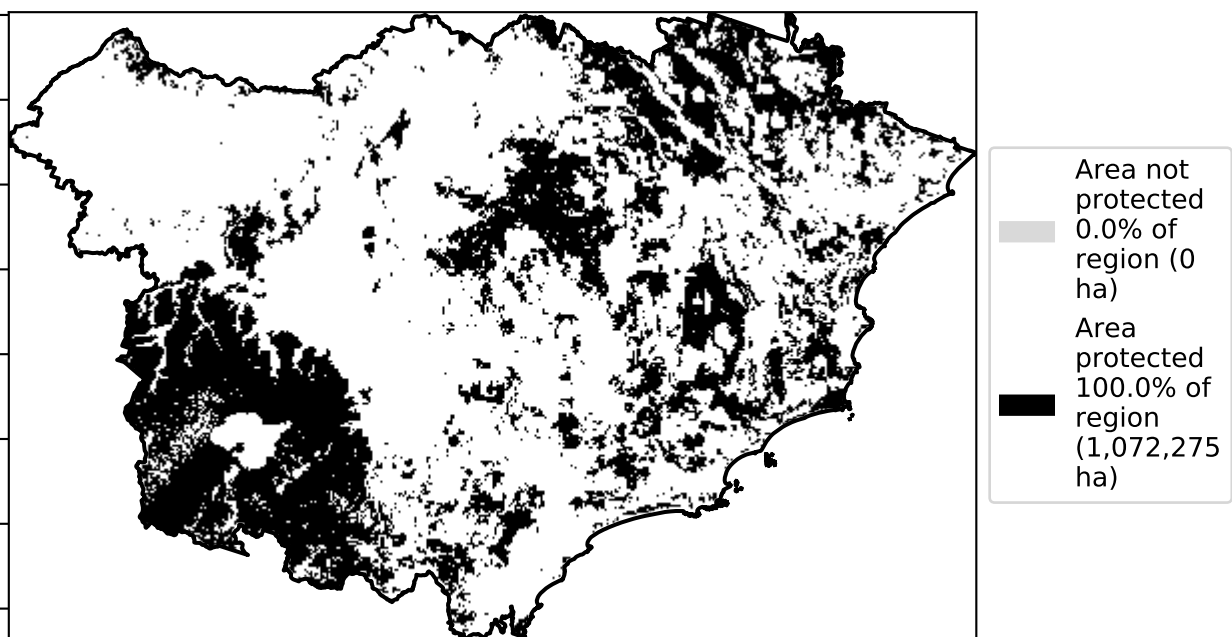 Area not
protected
0.0% of
region (0
ha)
Area
protected
100.0% of
region
(1,072,275
ha)